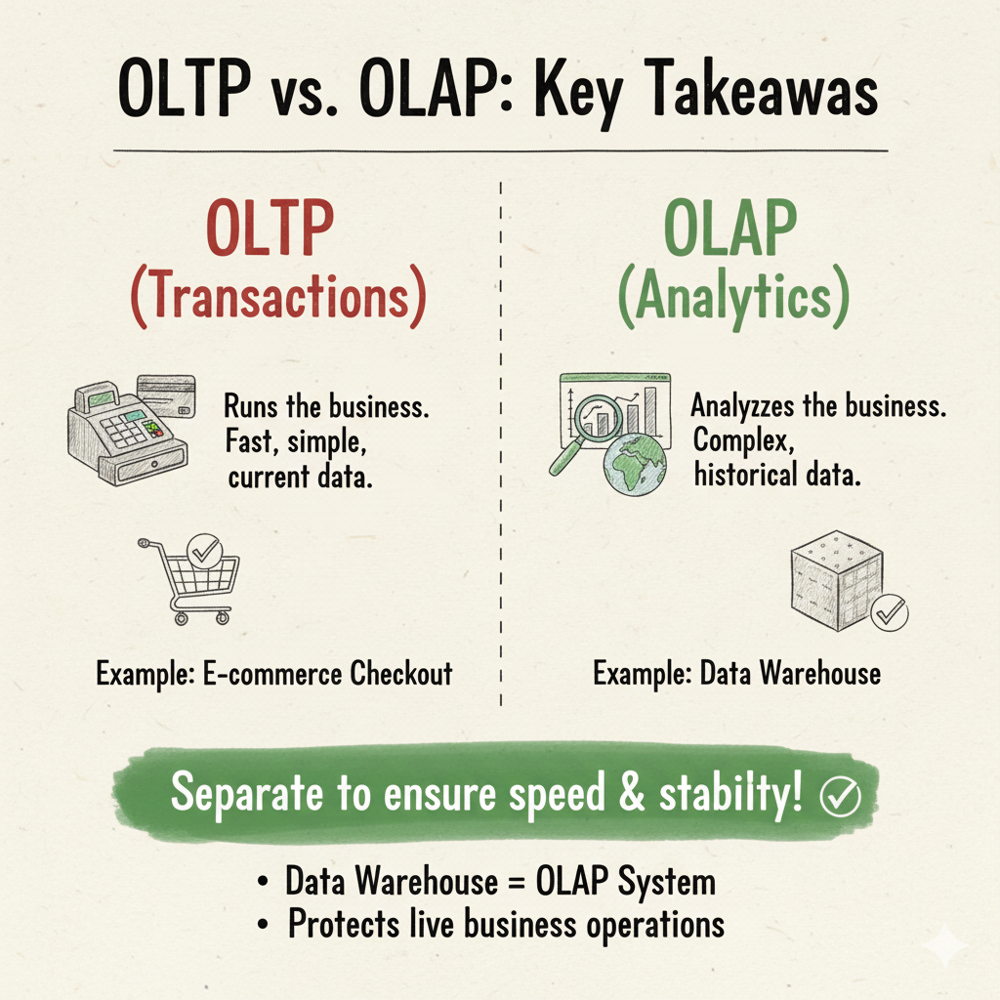 OLTP vs. OLAP: Key Takeawas
OLTP
(Transactions)
Runs the business.
Fast, simple,
current data.
Example: E-commerce Checkout
OLAP
(Analytics)
Analyzzes the business.
Complex,
historical data.
Example: Data Warehouse
Separate to ensure speed & stabilty!
• Data Warehouse = OLAP System
• Protects live business operations